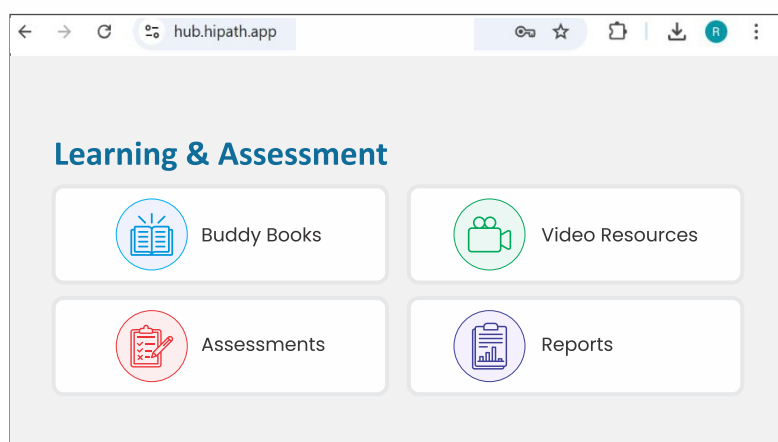 hub.hipath.app
R
Learning & Assessment
Buddy Books
Video Resources
Assessments
Reports